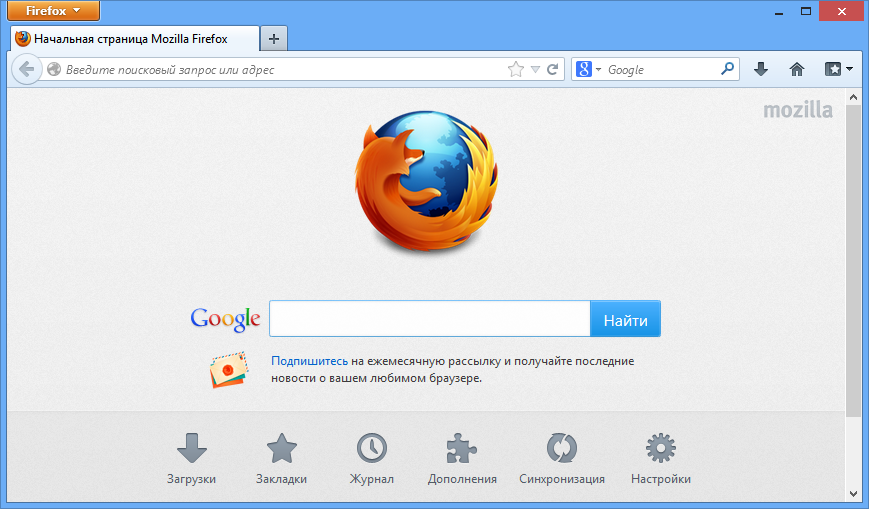 Firefox
Начальная страница Mozilla Firefox
Введите поисковый запрос или адрес
8
Google
mozilla
Google
Найти
Подпишитесь на ежемесячную рассылку и получайте последние
новости о вашем любимом браузере.
Загрузки
Закладки
Журнал
Дополнения
Синхронизация
Настройки